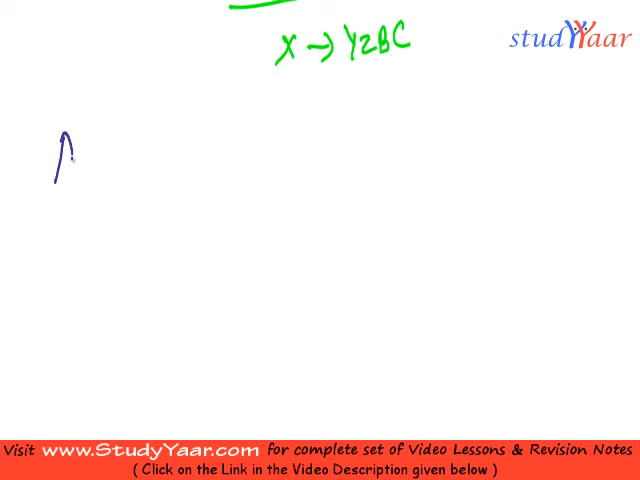 X → YZBC
studYYaar
Visit www.StudyYaar.com for complete set of Video Lessons & Revision Notes
( Click on the Link in the Video Description given below )